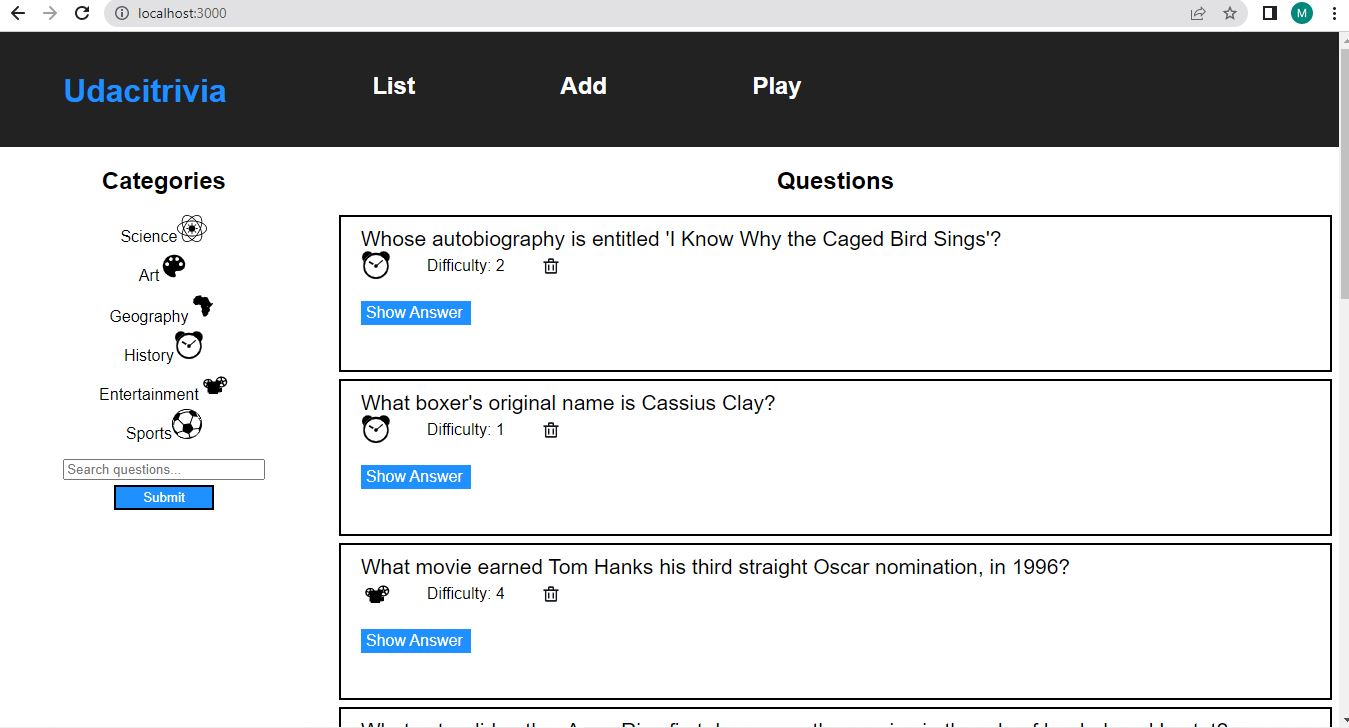 localhost:3000
M
Udacitrivia
List
Add
Play
Categories
Science
Art
Geography
History
Entertainment
Sports
Search questions...
Submit
Questions
Whose autobiography is entitled 'I Know Why the Caged Bird Sings'?
Difficulty: 2
Show Answer
What boxer's original name is Cassius Clay?
Difficulty: 1
Show Answer
What movie earned Tom Hanks his third straight Oscar nomination, in 1996?
Difficulty: 4
Show Answer